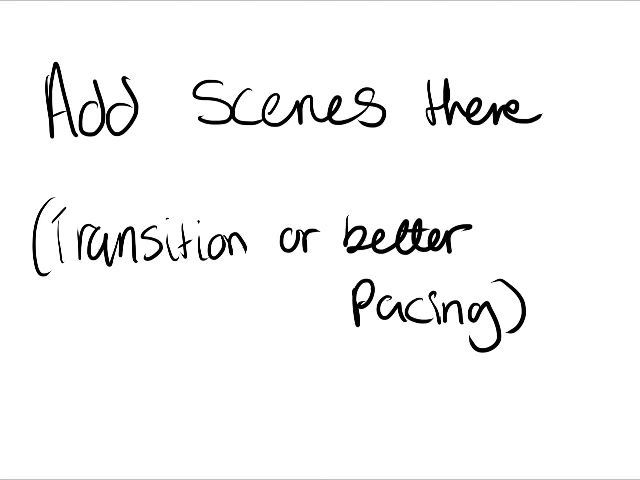 Add Scenes there
(Transition or better
Pacing)